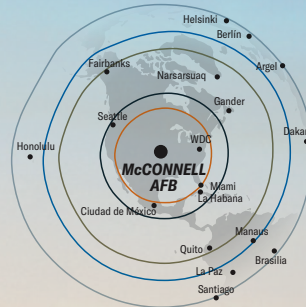 Helsinki
Berlín
Fairbanks
Argel
Narsarsuaq
Gander
Seattle
Dakar
WDC
Honolulu
McCONNELL
AFB
Miami
La Habana
Ciudad de México
Manaus
Quito
Brasilia
La Paz
Santiago